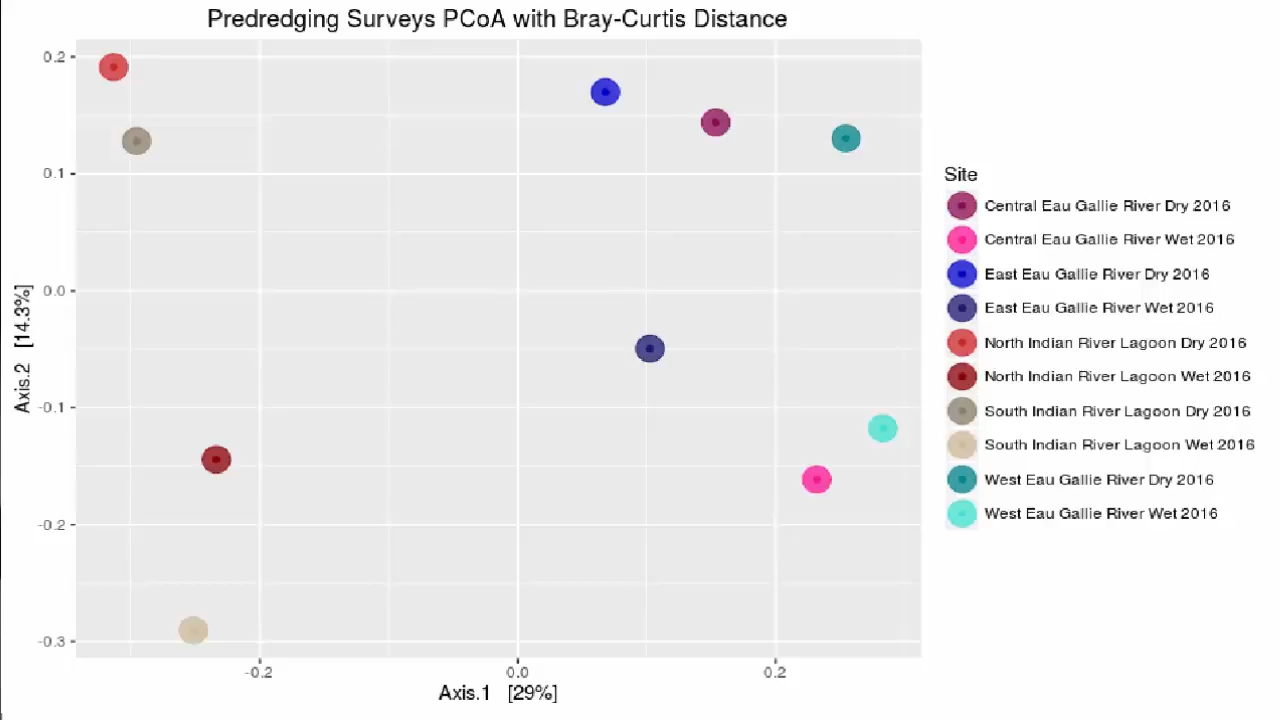 Predredging Surveys PCoA with Bray-Curtis Distance
0.2
0.1
0.0
-0.1
-0.2
-0.3
Axis.2 [14.3%]
-0.2
0.0
0.2
Axis.1 [29%]
Site
Central Eau Gallie River Dry 2016
Central Eau Gallie River Wet 2016
East Eau Gallie River Dry 2016
East Eau Gallie River Wet 2016
North Indian River Lagoon Dry 2016
North Indian River Lagoon Wet 2016
South Indian River Lagoon Dry 2016
South Indian River Lagoon Wet 2016
West Eau Gallie River Dry 2016
West Eau Gallie River Wet 2016